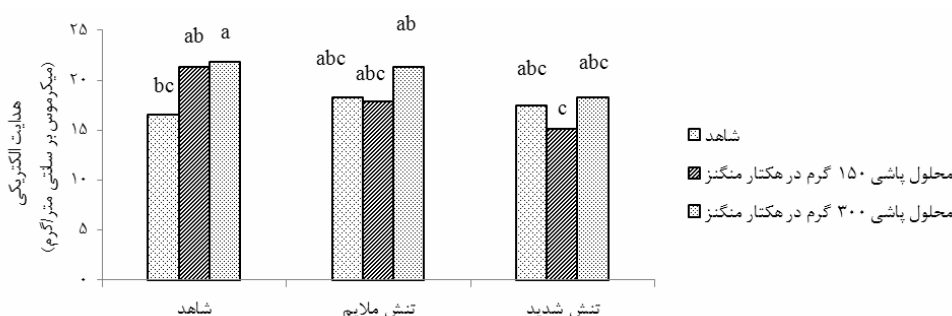 هدایت الکتریکی
(میکرموس بر سانتی متر/گرم)
۲۵
۲۰
۱۵
۱۰
۵
۰
bc ab a
abc abc ab
abc c abc
شاهد
تنش ملایم
تنش شدید
شاهد
محلول پاشی ۱۵۰ گرم در هکتار منگنز
محلول پاشی ۳۰۰ گرم در هکتار منگنز